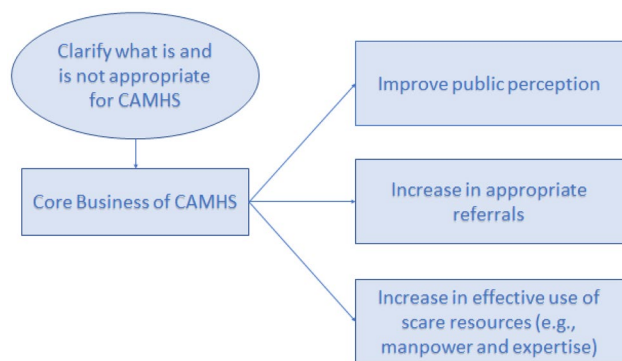 Clarify what is and
is not appropriate
for CAMHS
Core Business of CAMHS
Improve public perception
Increase in appropriate
referrals
Increase in effective use of
scare resources (e.g.,
manpower and expertise)